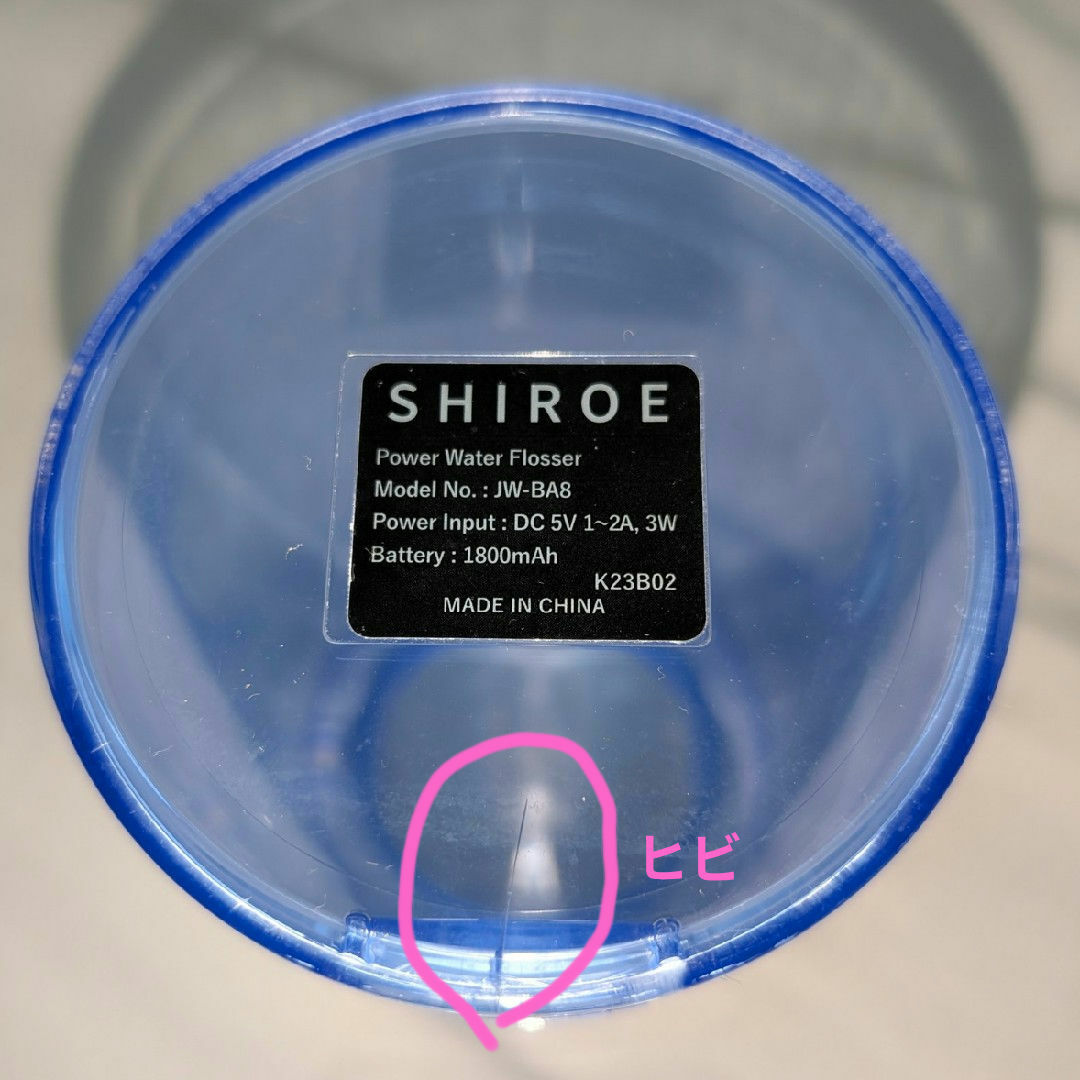 SHIROE
Power Water Flosser
Model No. : JW-BA8
Power Input : DC 5V 1~2A, 3W
Battery : 1800mAh
K23B02
MADE IN CHINA
ヒビ